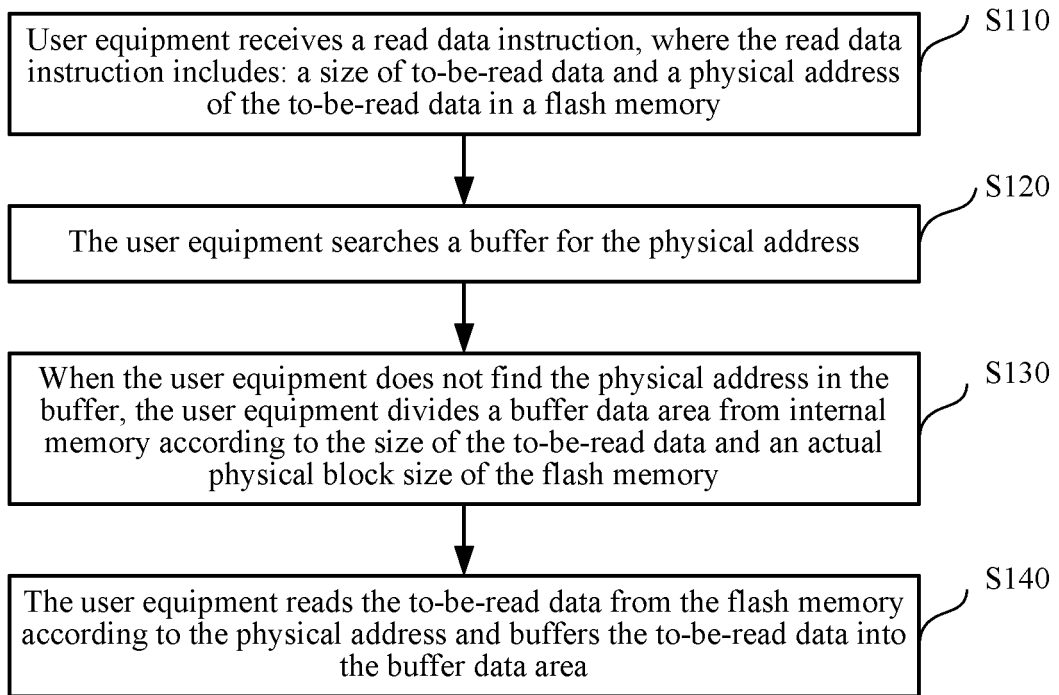 S110
User equipment receives a read data instruction, where the read data
instruction includes: a size of to-be-read data and a physical address
of the to-be-read data in a flash memory
S120
The user equipment searches a buffer for the physical address
S130
When the user equipment does not find the physical address in the
buffer, the user equipment divides a buffer data area from internal
memory according to the size of the to-be-read data and an actual
physical block size of the flash memory
S140
The user equipment reads the to-be-read data from the flash memory
according to the physical address and buffers the to-be-read data into
the buffer data area